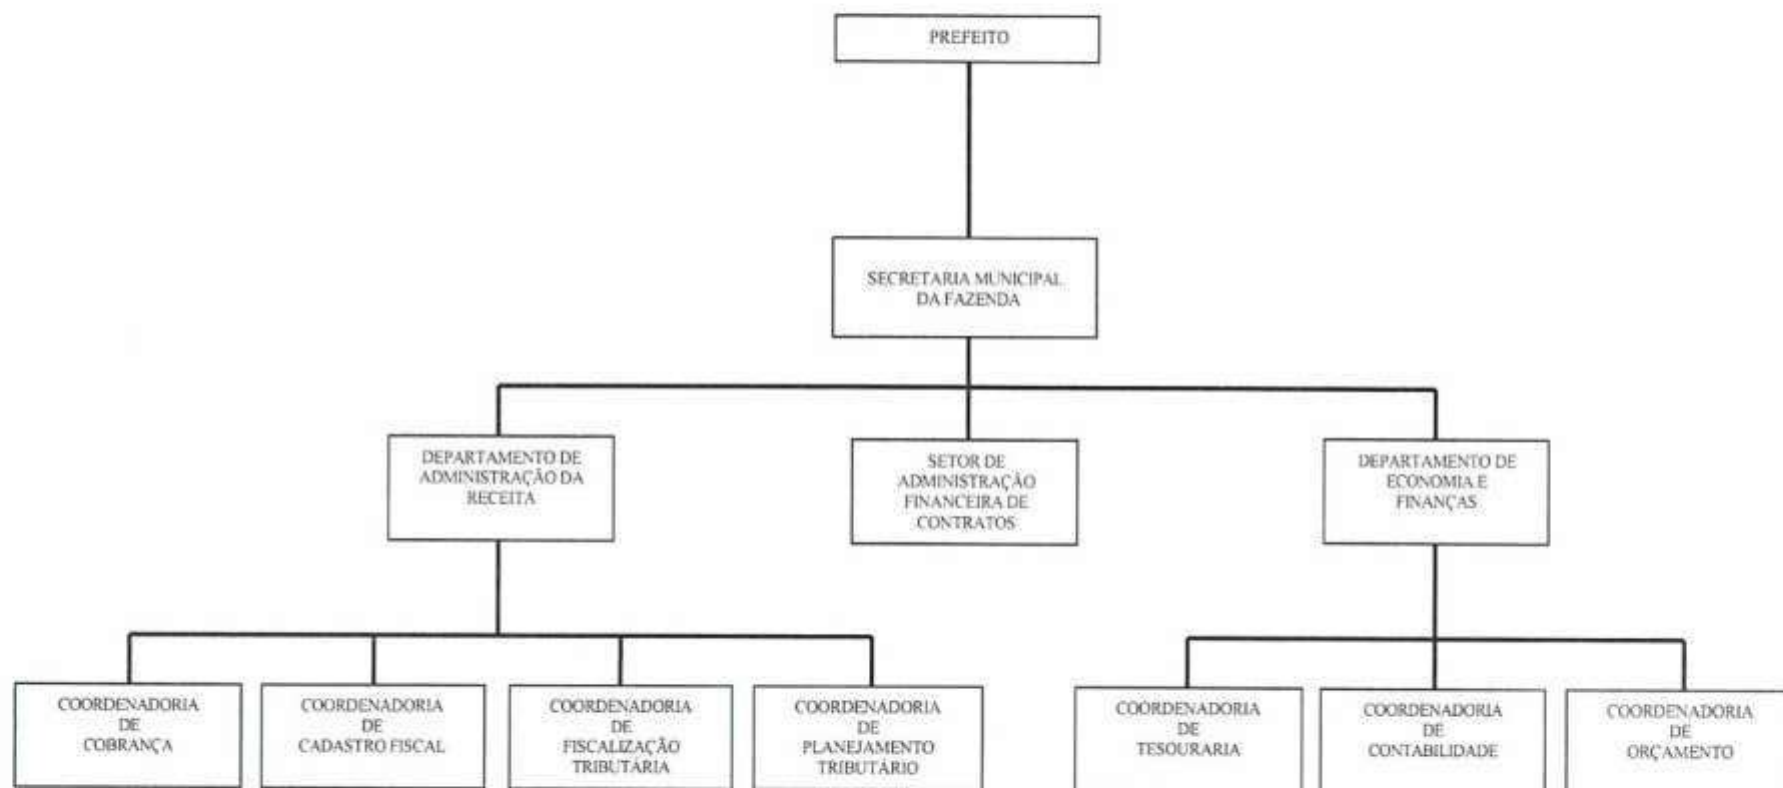 PREFEITO
SECRETARIA MUNICIPAL
DA FAZENDA
DEPARTAMENTO DE
ADMINISTRAÇÃO DA
RECEITA
SETOR DE
ADMINISTRAÇÃO
FINANCEIRA DE
CONTRATOS
DEPARTAMENTO DE
ECONOMIA E
FINANÇAS
COORDENADORIA
DE
COBRANÇA
COORDENADORIA
DE
CADASTRO FISCAL
COORDENADORIA
DE
FISCALIZAÇÃO
TRIBUTÁRIA
COORDENADORIA
DE
PLANEJAMENTO
TRIBUTÁRIO
COORDENADORIA
DE
TESOURARIA
COORDENADORIA
DE
CONTABILIDADE
COORDENADORIA
DE
ORÇAMENTO